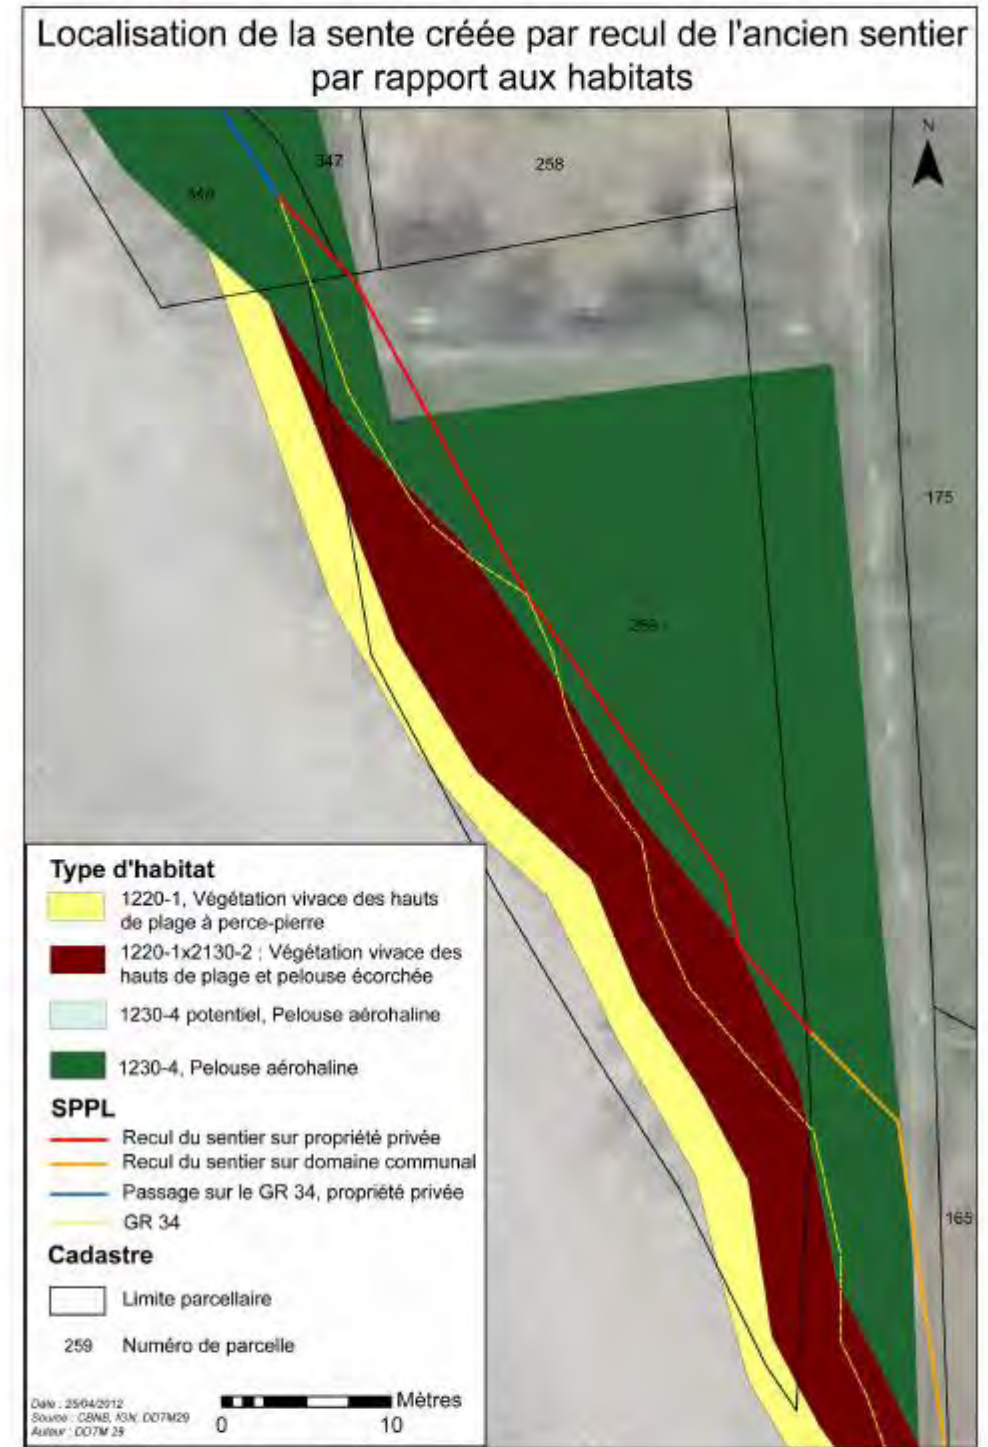 Localisation de la sente créée par recul de l'ancien sentier
par rapport aux habitats
N
347
258
175
165
Type d'habitat
1220-1, Végétation vivace des hauts
de plage à perce-pierre
1220-1x2130-2 ; Végétation vivace des
hauts de plage et pelouse écorchée
1230-4 potentiel, Pelouse aérohaline
1230-4, Pelouse aérohaline
SPPL
Recul du sentier sur propriété privée
Recul du sentier sur domaine communal
Passage sur le GR 34, propriété privée
GR 34
Cadastre
Limite parcellaire
259 Numéro de parcelle
Date : 25/04/2012
Source : CBNB, IGN, DDTM29
Auteur : DDTM 29
Mètres
0 10